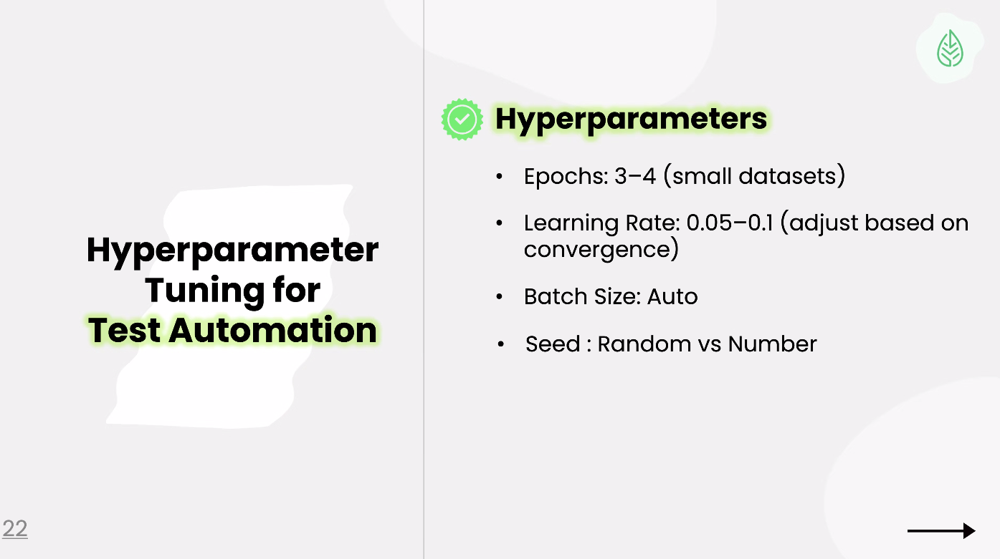 Hyperparameter
Tuning for
Test Automation
Hyperparameters
• Epochs: 3–4 (small datasets)
• Learning Rate: 0.05–0.1 (adjust based on
convergence)
• Batch Size: Auto
• Seed : Random vs Number
22